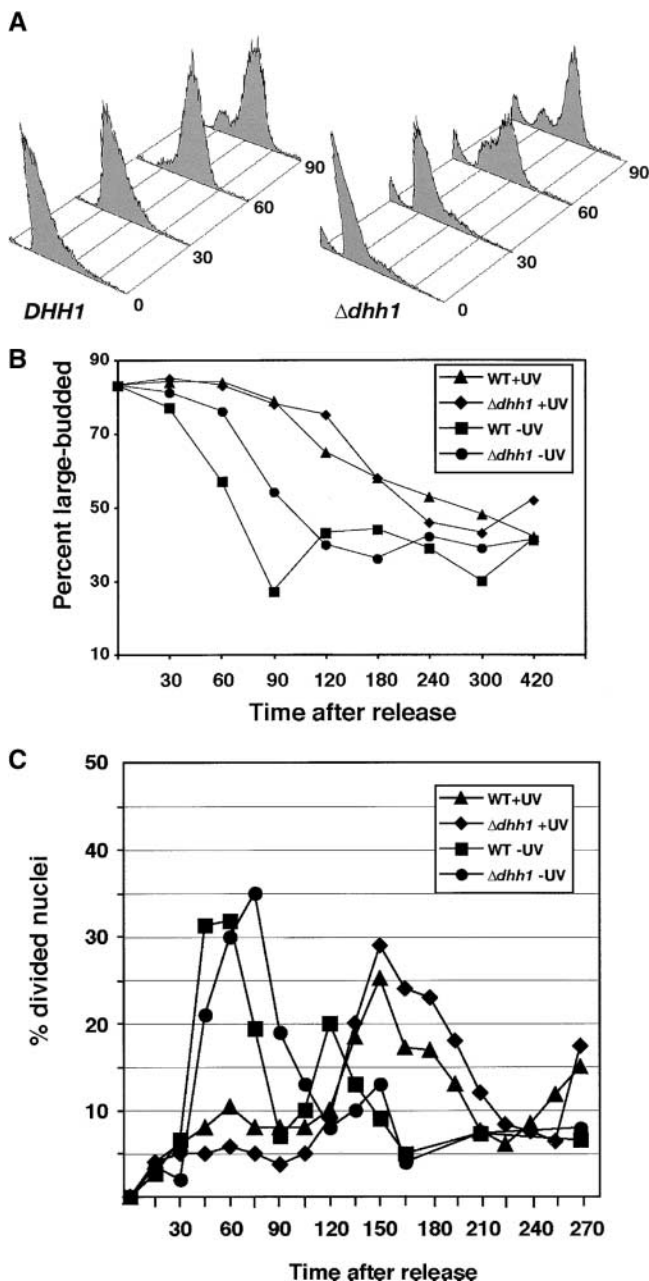 A
90
60
30
0
DHH1
90
60
30
0
Δdhh1
B
90
70
50
30
10
Percent large-budded
WT+UV
Δdhh1 +UV
WT -UV
Δdhh1 -UV
30 60 90 120 180 240 300 420
Time after release
C
50
40
30
20
10
% divided nuclei
WT+UV
Δdhh1 +UV
WT -UV
Δdhh1 -UV
30 60 90 120 150 180 210 240 270
Time after release